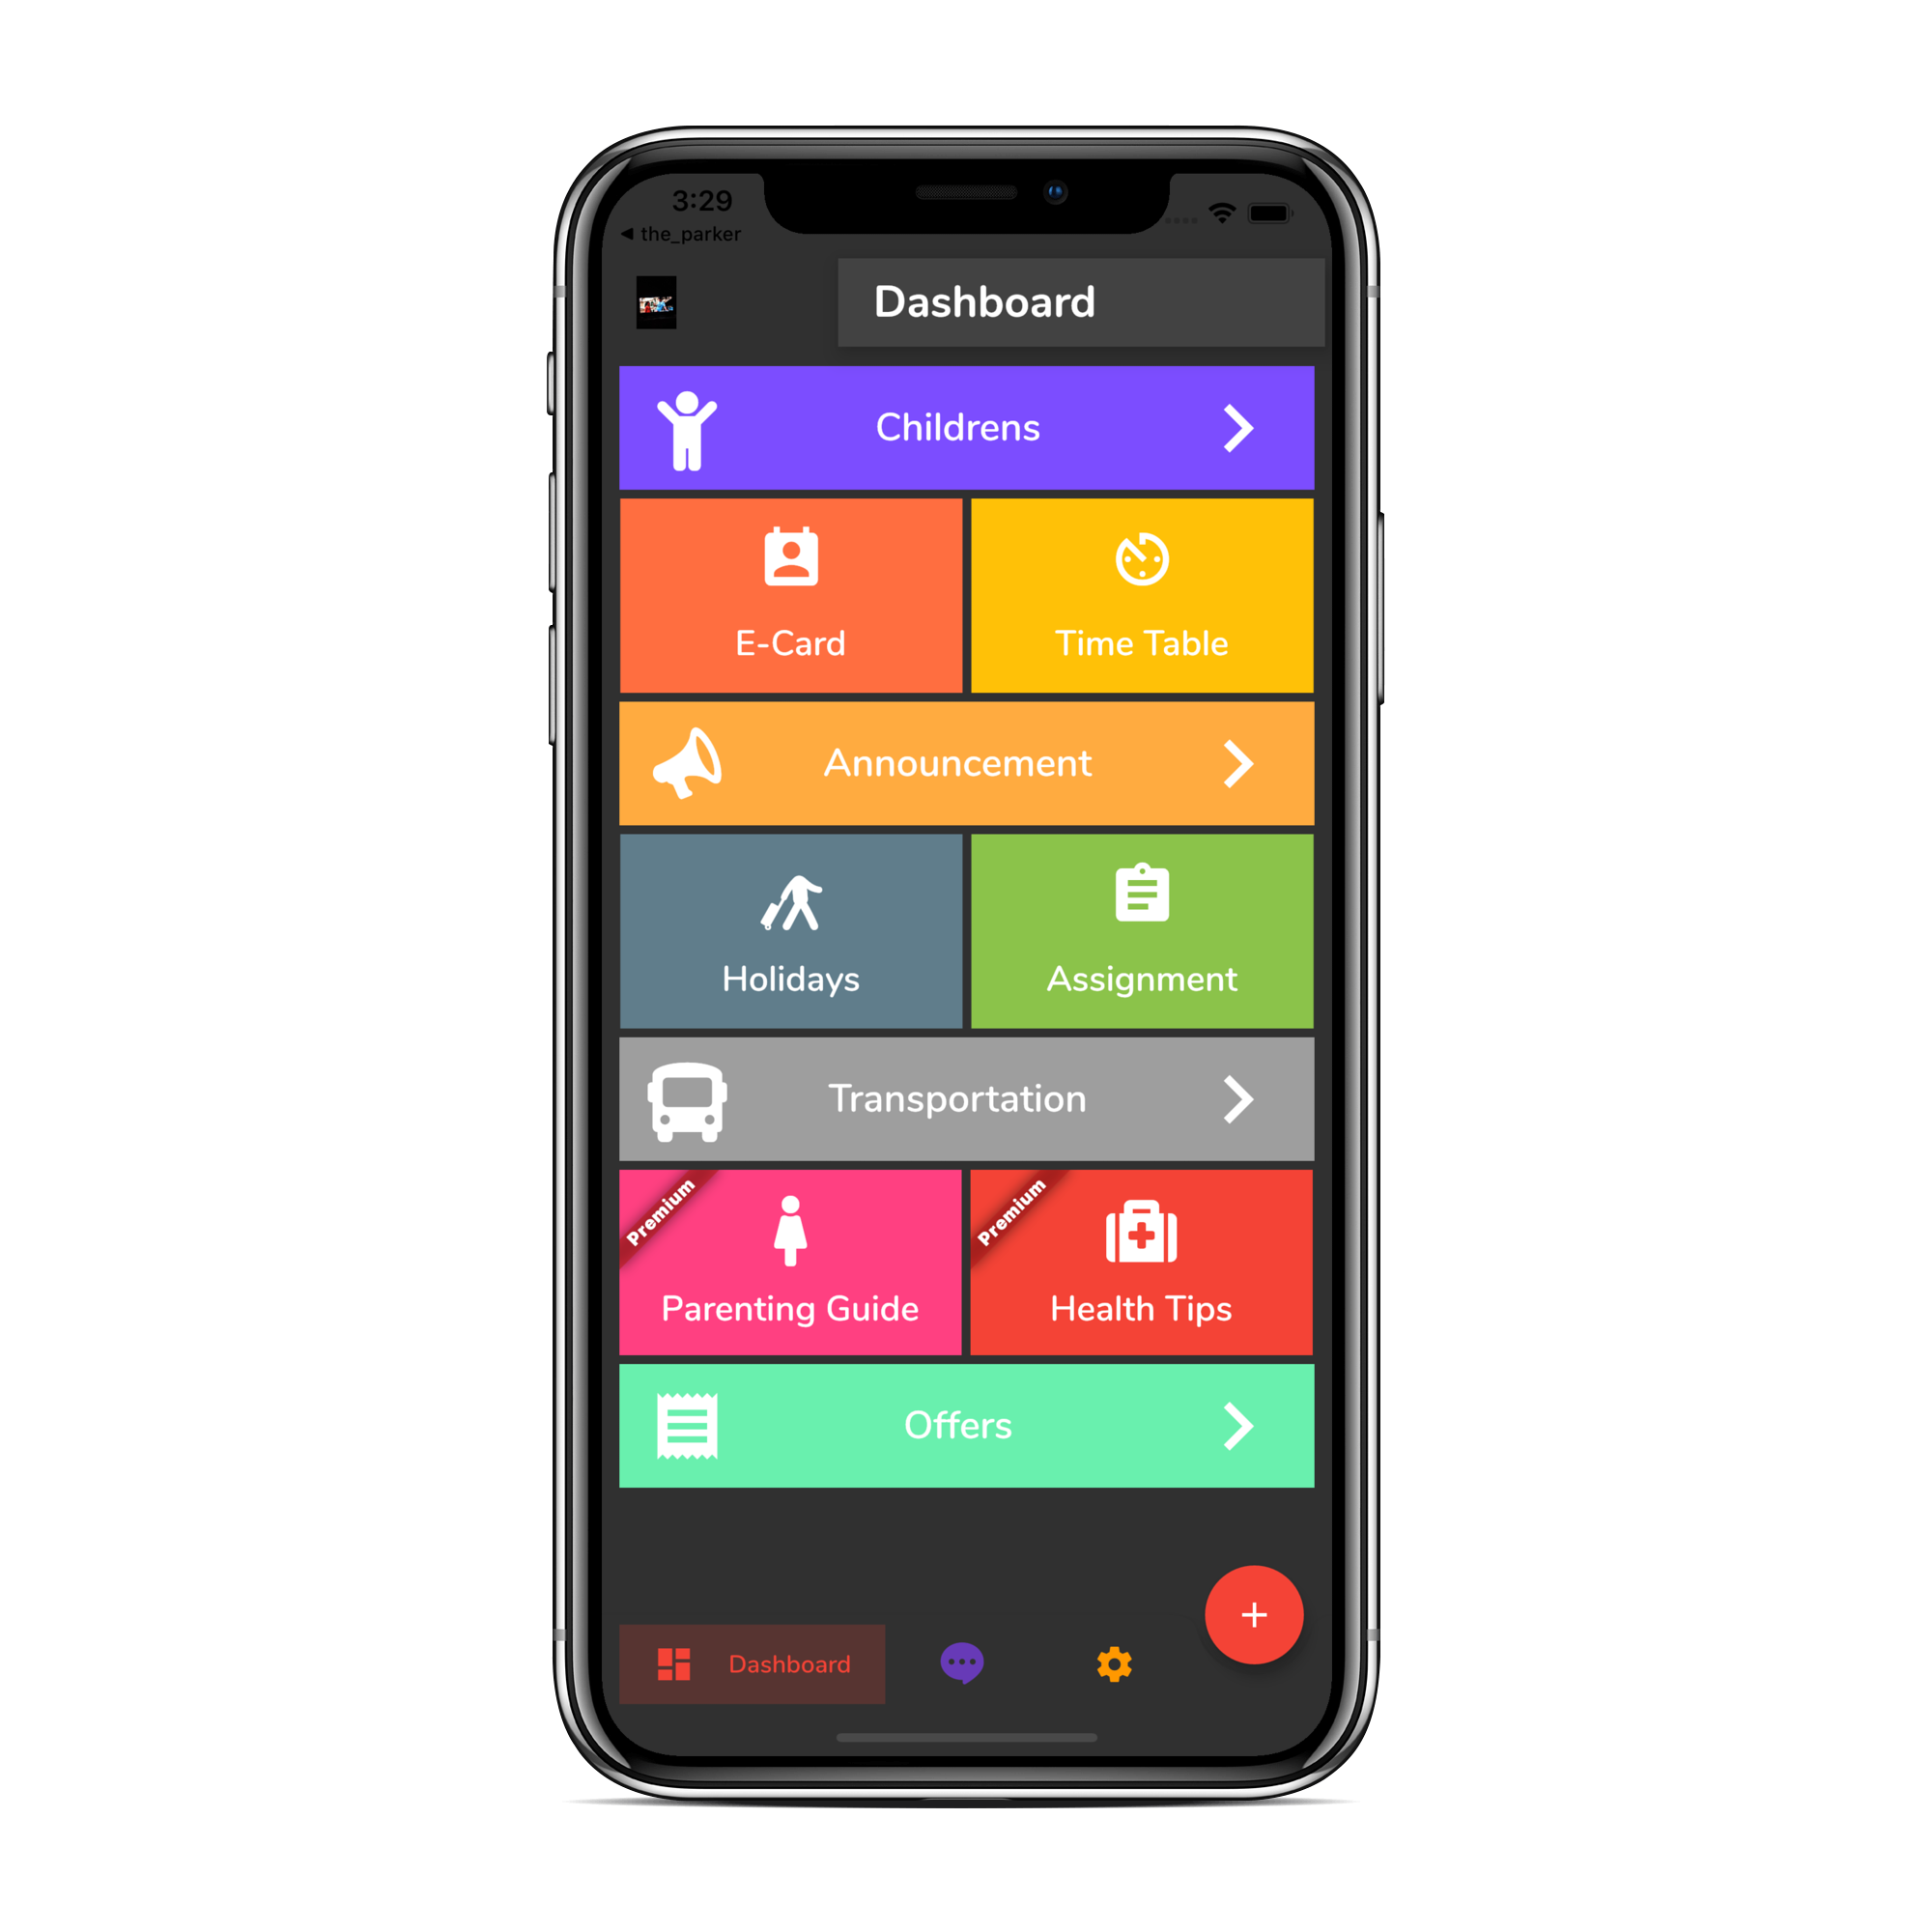 3:29
◀ the_parker
Dashboard
Childrens
E-Card
Time Table
Announcement
Holidays
Assignment
Transportation
Premium
Premium
Parenting Guide
Health Tips
Offers
Dashboard